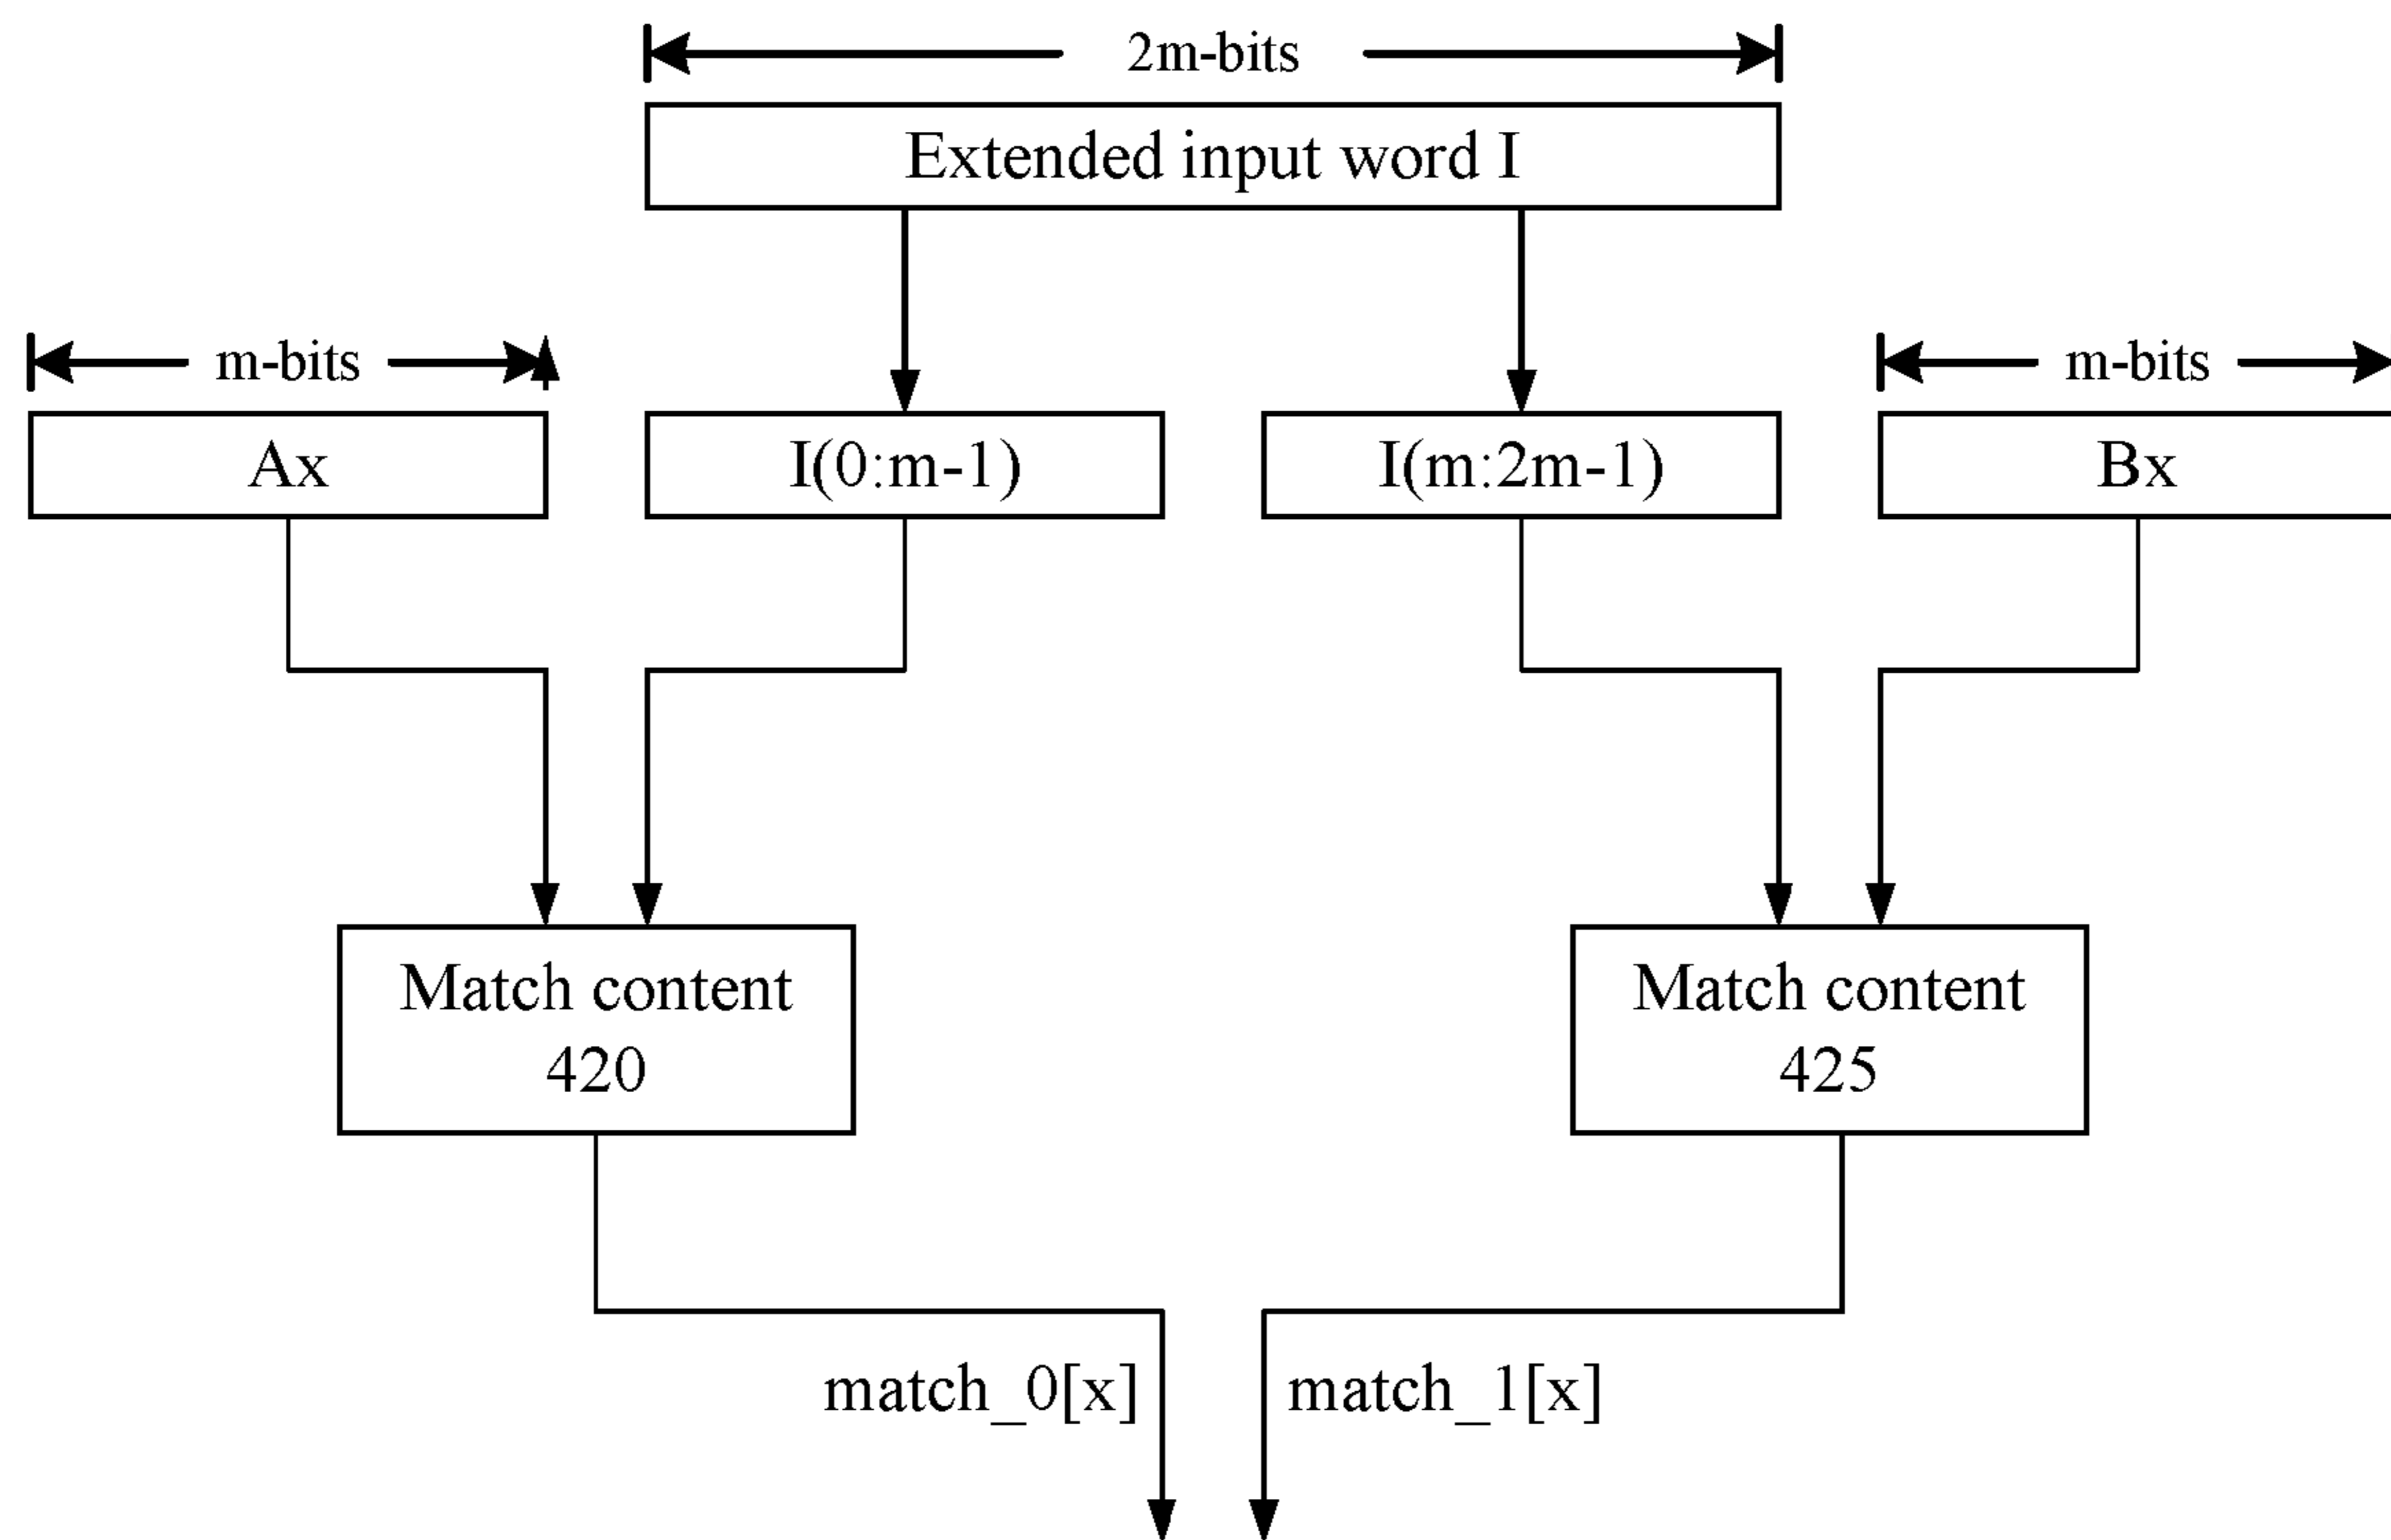 2m-bits
Extended input word I
m-bits
m-bits
Ax
I(0:m-1)
I(m:2m-1)
Bx
Match content
420
Match content
425
match_0[x]
match_1[x]